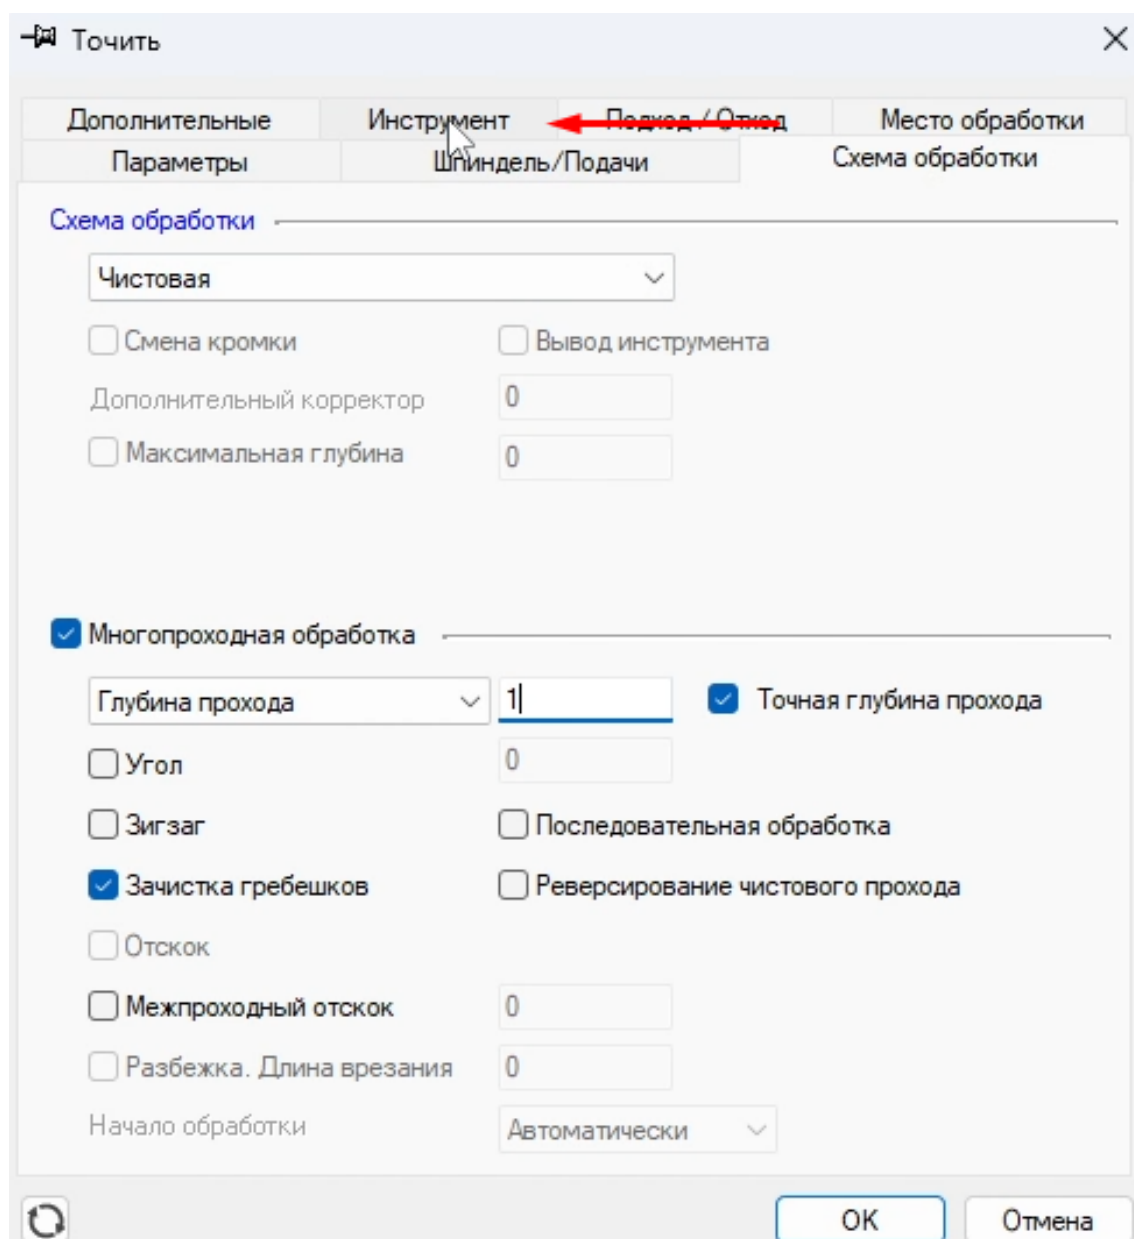 Точить
Дополнительные Инструмент Подход / Отход Место обработки
Параметры Шпиндель/Подачи Схема обработки
Схема обработки
Чистовая
Смена кромки Вывод инструмента
Дополнительный корректор 0
Максимальная глубина 0
Многопроходная обработка
Глубина прохода 1 Точная глубина прохода
Угол 0
Зигзаг Последовательная обработка
Зачистка гребешков Реверсирование чистового прохода
Отскок
Межпроходный отскок 0
Разбежка. Длина врезания 0
Начало обработки Автоматически
OK Отмена